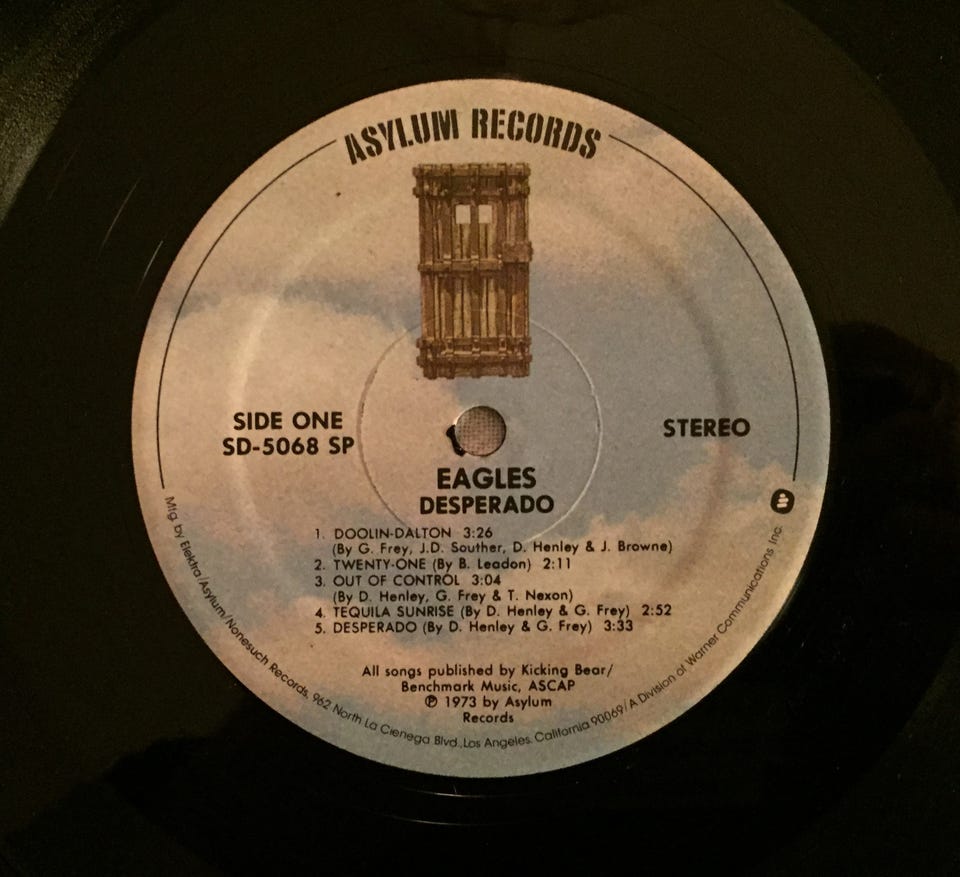 ASYLUM RECORDS
SIDE ONE
SD-5068 SP
STEREO
EAGLES
DESPERADO
1. DOOLIN-DALTON 3:26
(By G. Frey, J.D. Souther, D. Henley & J. Browne)
2. TWENTY-ONE (By B. Leadon) 2:11
3. OUT OF CONTROL 3:04
(By D. Henley, G. Frey & T. Nexon)
4. TEQUILA SUNRISE (By D. Henley & G. Frey) 2:52
5. DESPERADO (By D. Henley & G. Frey) 3:33
All songs published by Kicking Bear/
Benchmark Music, ASCAP
℗ 1973 by Asylum
Records
Mfg. by Elektra/Asylum/Nonesuch Records, 962 North La Cienega Blvd., Los Angeles, California 90069/A Division of Warner Communications Inc.